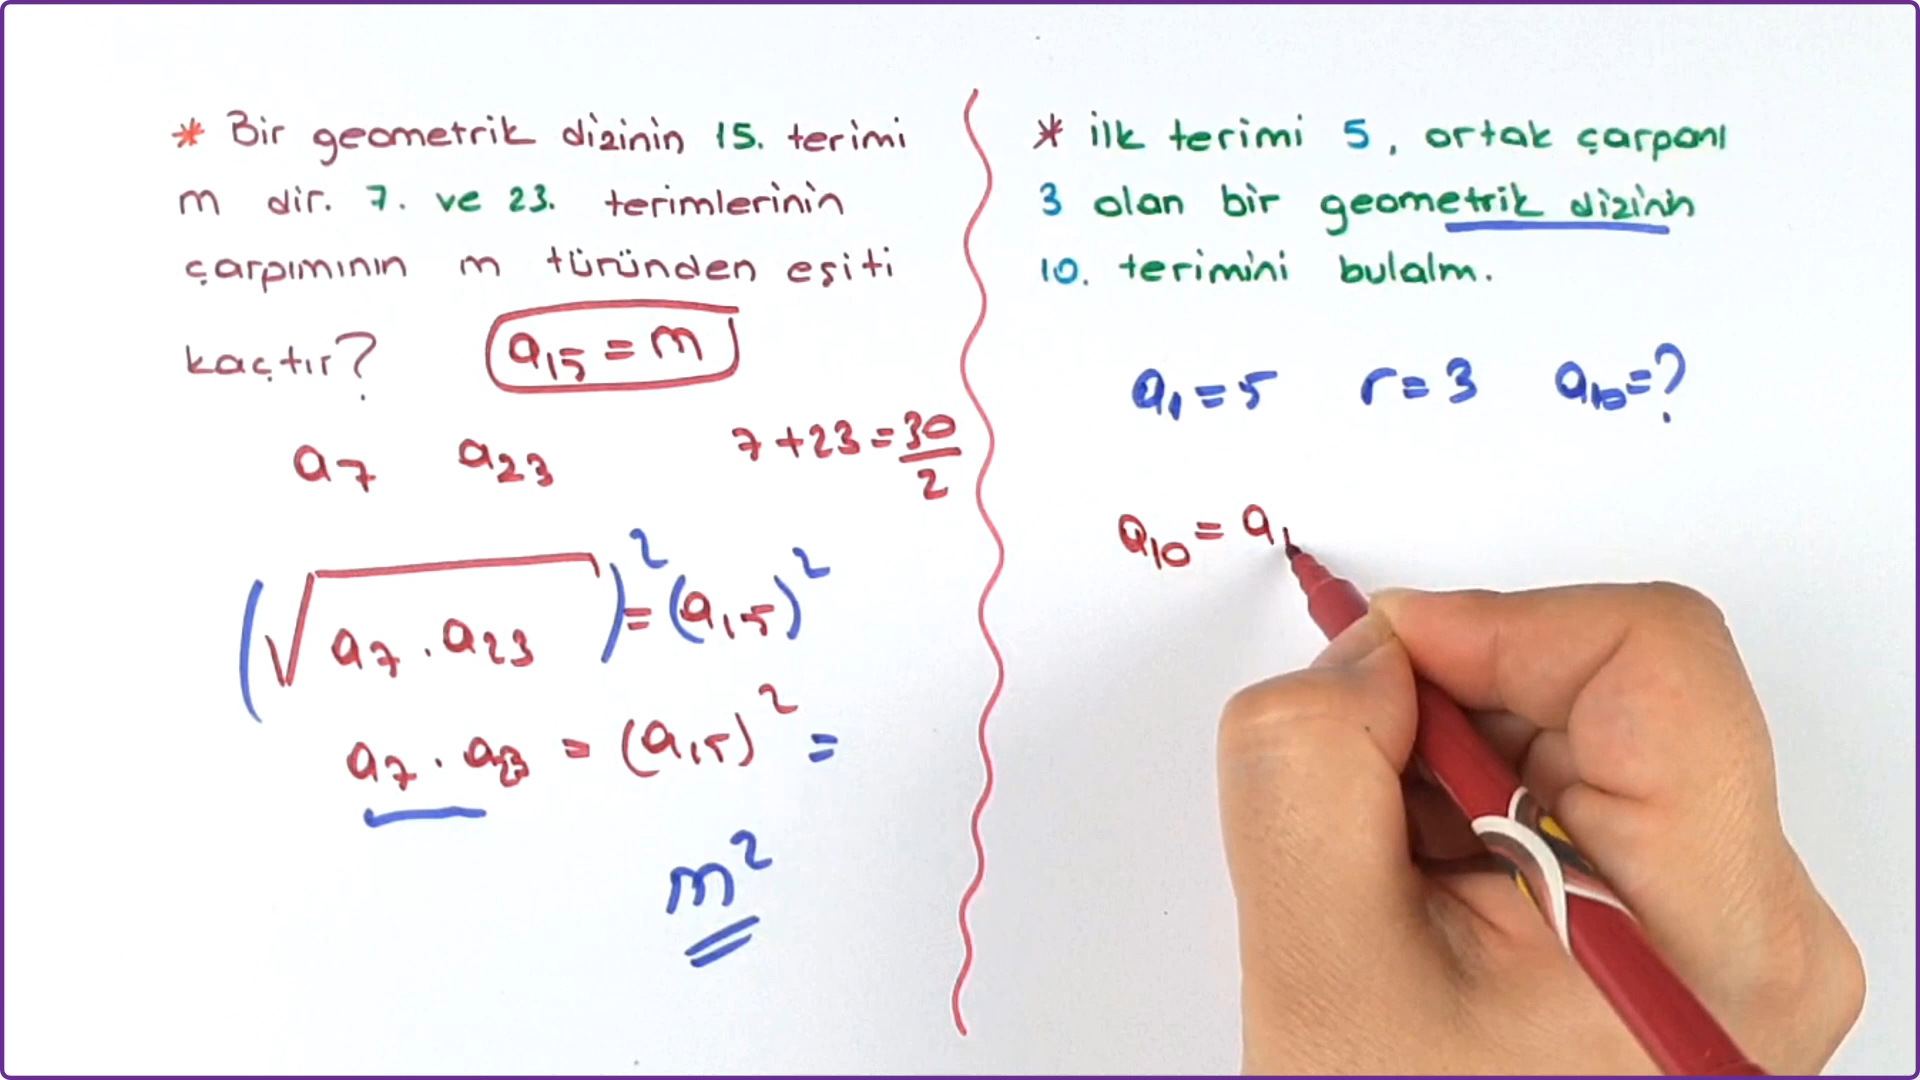 * Bir geometrik dizinin 15. terimi
m dir. 7. ve 23. terimlerinin
çarpımının m türünden eşiti
kaçtır? a₁₅ = m
a₇ a₂₃ 7+23=30/2
(√a₇ . a₂₃)² = (a₁₅)²
a₇ . a₂₃ = (a₁₅)² =
m²
* ilk terimi 5, ortak çarpanı
3 olan bir geometrik dizinin
10. terimini bulalm.
a₁ = 5 r = 3 a₁₀ = ?
a₁₀ = a₁